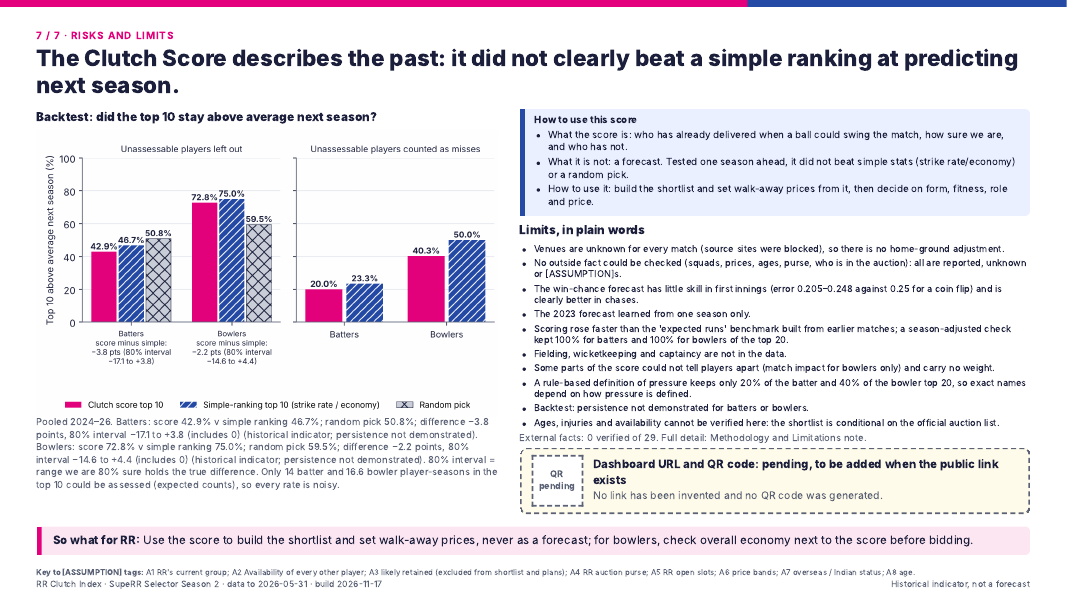 7 / 7 · RISKS AND LIMITS
The Clutch Score describes the past: it did not clearly beat a simple ranking at predicting
next season.
Backtest: did the top 10 stay above average next season?
Unassessable players left out
Unassessable players counted as misses
Top 10 above average next season (%)
100
80
60
40
20
0
42.9%
46.7%
50.8%
72.8%
75.0%
59.5%
20.0%
23.3%
40.3%
50.0%
Batters
score minus simple:
−3.8 pts (80% interval
−17.1 to +3.8)
Bowlers
score minus simple:
−2.2 pts (80% interval
−14.6 to +4.4)
Batters
Bowlers
Clutch score top 10
Simple-ranking top 10 (strike rate / economy)
Random pick
Pooled 2024–26. Batters: score 42.9% v simple ranking 46.7%; random pick 50.8%; difference −3.8
points, 80% interval −17.1 to +3.8 (includes 0) (historical indicator; persistence not demonstrated).
Bowlers: score 72.8% v simple ranking 75.0%; random pick 59.5%; difference −2.2 points, 80%
interval −14.6 to +4.4 (includes 0) (historical indicator; persistence not demonstrated). 80% interval =
range we are 80% sure holds the true difference. Only 14 batter and 16.6 bowler player-seasons in the
top 10 could be assessed (expected counts), so every rate is noisy.
How to use this score
• What the score is: who has already delivered when a ball could swing the match, how sure we are,
and who has not.
• What it is not: a forecast. Tested one season ahead, it did not beat simple stats (strike rate/economy)
or a random pick.
• How to use it: build the shortlist and set walk-away prices from it, then decide on form, fitness, role
and price.
Limits, in plain words
• Venues are unknown for every match (source sites were blocked), so there is no home-ground adjustment.
• No outside fact could be checked (squads, prices, ages, purse, who is in the auction): all are reported, unknown
or [ASSUMPTION]s.
• The win-chance forecast has little skill in first innings (error 0.205–0.248 against 0.25 for a coin flip) and is
clearly better in chases.
• The 2023 forecast learned from one season only.
• Scoring rose faster than the 'expected runs' benchmark built from earlier matches; a season-adjusted check
kept 100% for batters and 100% for bowlers of the top 20.
• Fielding, wicketkeeping and captaincy are not in the data.
• Some parts of the score could not tell players apart (match impact for bowlers only) and carry no weight.
• A rule-based definition of pressure keeps only 20% of the batter and 40% of the bowler top 20, so exact names
depend on how pressure is defined.
• Backtest: persistence not demonstrated for batters or bowlers.
• Ages, injuries and availability cannot be verified here: the shortlist is conditional on the official auction list.
External facts: 0 verified of 29. Full detail: Methodology and Limitations note.
QR
pending
Dashboard URL and QR code: pending, to be added when the public link
exists
No link has been invented and no QR code was generated.
So what for RR: Use the score to build the shortlist and set walk-away prices, never as a forecast; for bowlers, check overall economy next to the score before bidding.
Key to [ASSUMPTION] tags: A1 RR's current group; A2 Availability of every other player; A3 likely retained (excluded from shortlist and plans); A4 RR auction purse; A5 RR open slots; A6 price bands; A7 overseas / Indian status; A8 age.
RR Clutch Index · SupeRR Selector Season 2 · data to 2026-05-31 · build 2026-11-17
Historical indicator, not a forecast